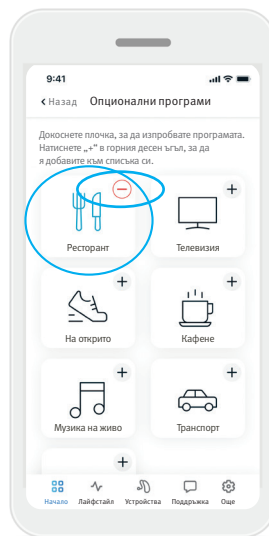 9:41
Назад Опционални програми
Докоснете плочка, за да изпробвате програмата.
Натиснете „+” в горния десен ъгъл, за да
я добавите към списъка си.
Ресторант Телевизия
На открито Кафене
Музика на живо Транспорт
Начало Лайфстайл Устройства Поддръжка Още